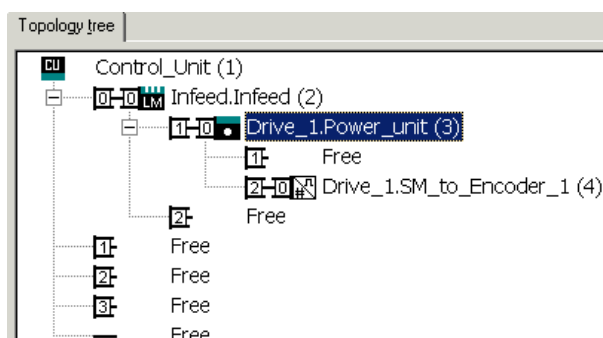 Topology tree
CU Control_Unit (1)
0 0 LM Infeed.Infeed (2)
1 0 Drive_1.Power_unit (3)
1 Free
2 0 # Drive_1.SM_to_Encoder_1 (4)
2 Free
1 Free
2 Free
3 Free
Free